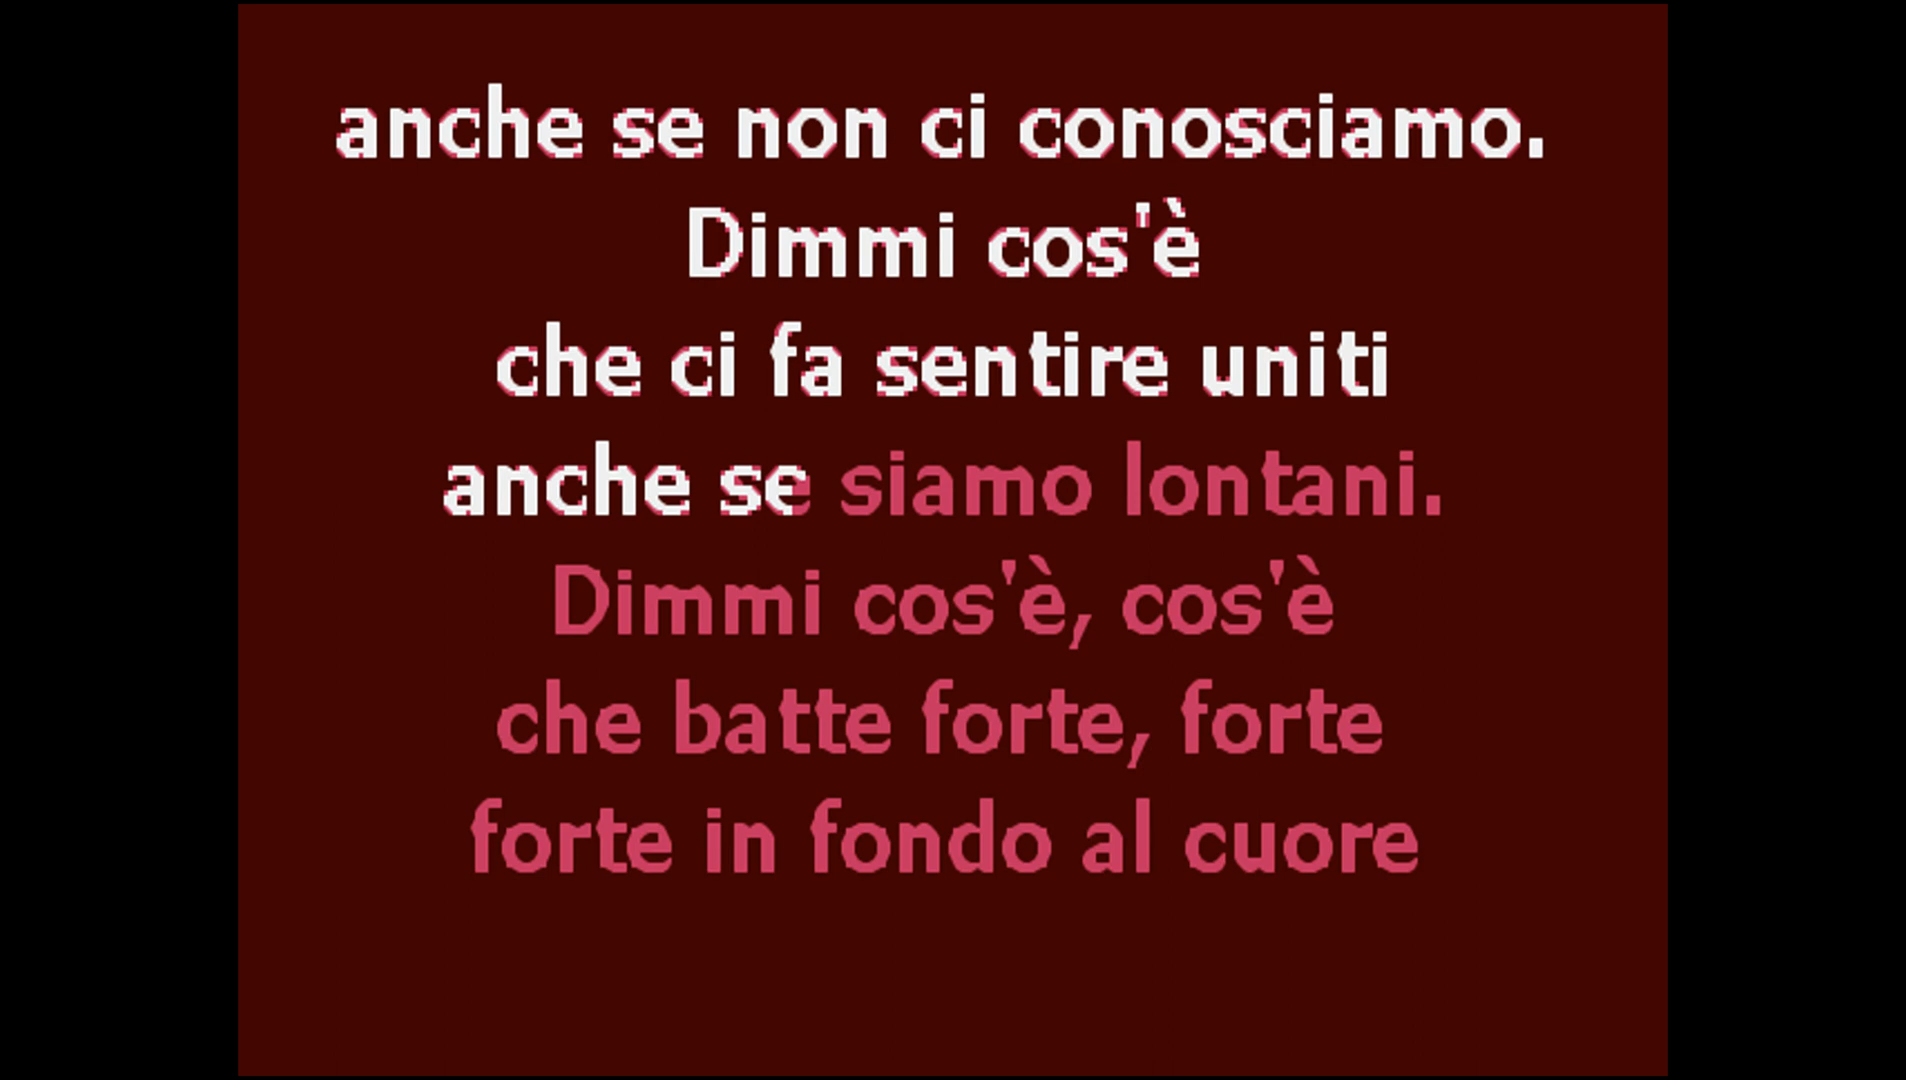 anche se non ci conosciamo.
Dimmi cos'è
che ci fa sentire uniti
anche se siamo lontani.
Dimmi cos'è, cos'è
che batte forte, forte
forte in fondo al cuore